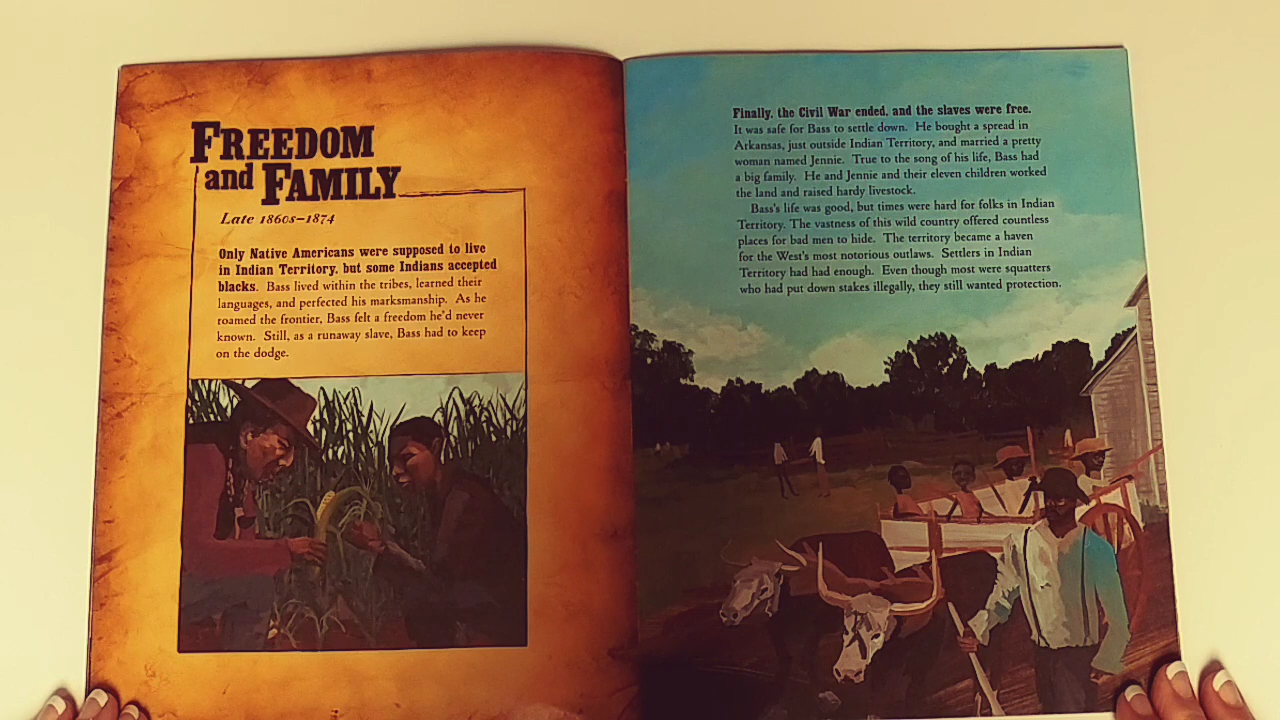 FREEDOM
and FAMILY
Late 1860s–1874
Only Native Americans were supposed to live
in Indian Territory, but some Indians accepted
blacks. Bass lived within the tribes, learned their
languages, and perfected his marksmanship. As he
roamed the frontier, Bass felt a freedom he'd never
known. Still, as a runaway slave, Bass had to keep
on the dodge.
Finally, the Civil War ended, and the slaves were free.
It was safe for Bass to settle down. He bought a spread in
Arkansas, just outside Indian Territory, and married a pretty
woman named Jennie. True to the song of his life, Bass had
a big family. He and Jennie and their eleven children worked
the land and raised hardy livestock.
Bass's life was good, but times were hard for folks in Indian
Territory. The vastness of this wild country offered countless
places for bad men to hide. The territory became a haven
for the West's most notorious outlaws. Settlers in Indian
Territory had had enough. Even though most were squatters
who had put down stakes illegally, they still wanted protection.